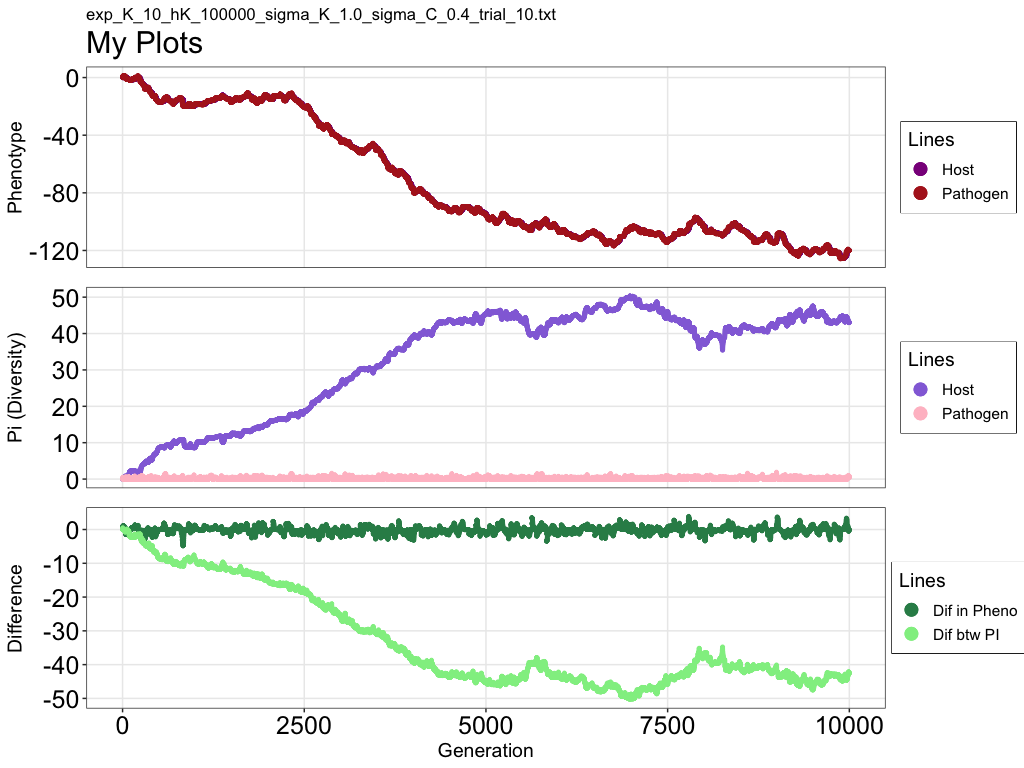 exp_K_10_hK_100000_sigma_K_1.0_sigma_C_0.4_trial_10.txt
My Plots
Phenotype
0
-40
-80
-120
Lines
Host
Pathogen
Pi (Diversity)
50
40
30
20
10
0
Lines
Host
Pathogen
Difference
0
-10
-20
-30
-40
-50
Lines
Dif in Pheno
Dif btw PI
0 2500 5000 7500 10000
Generation